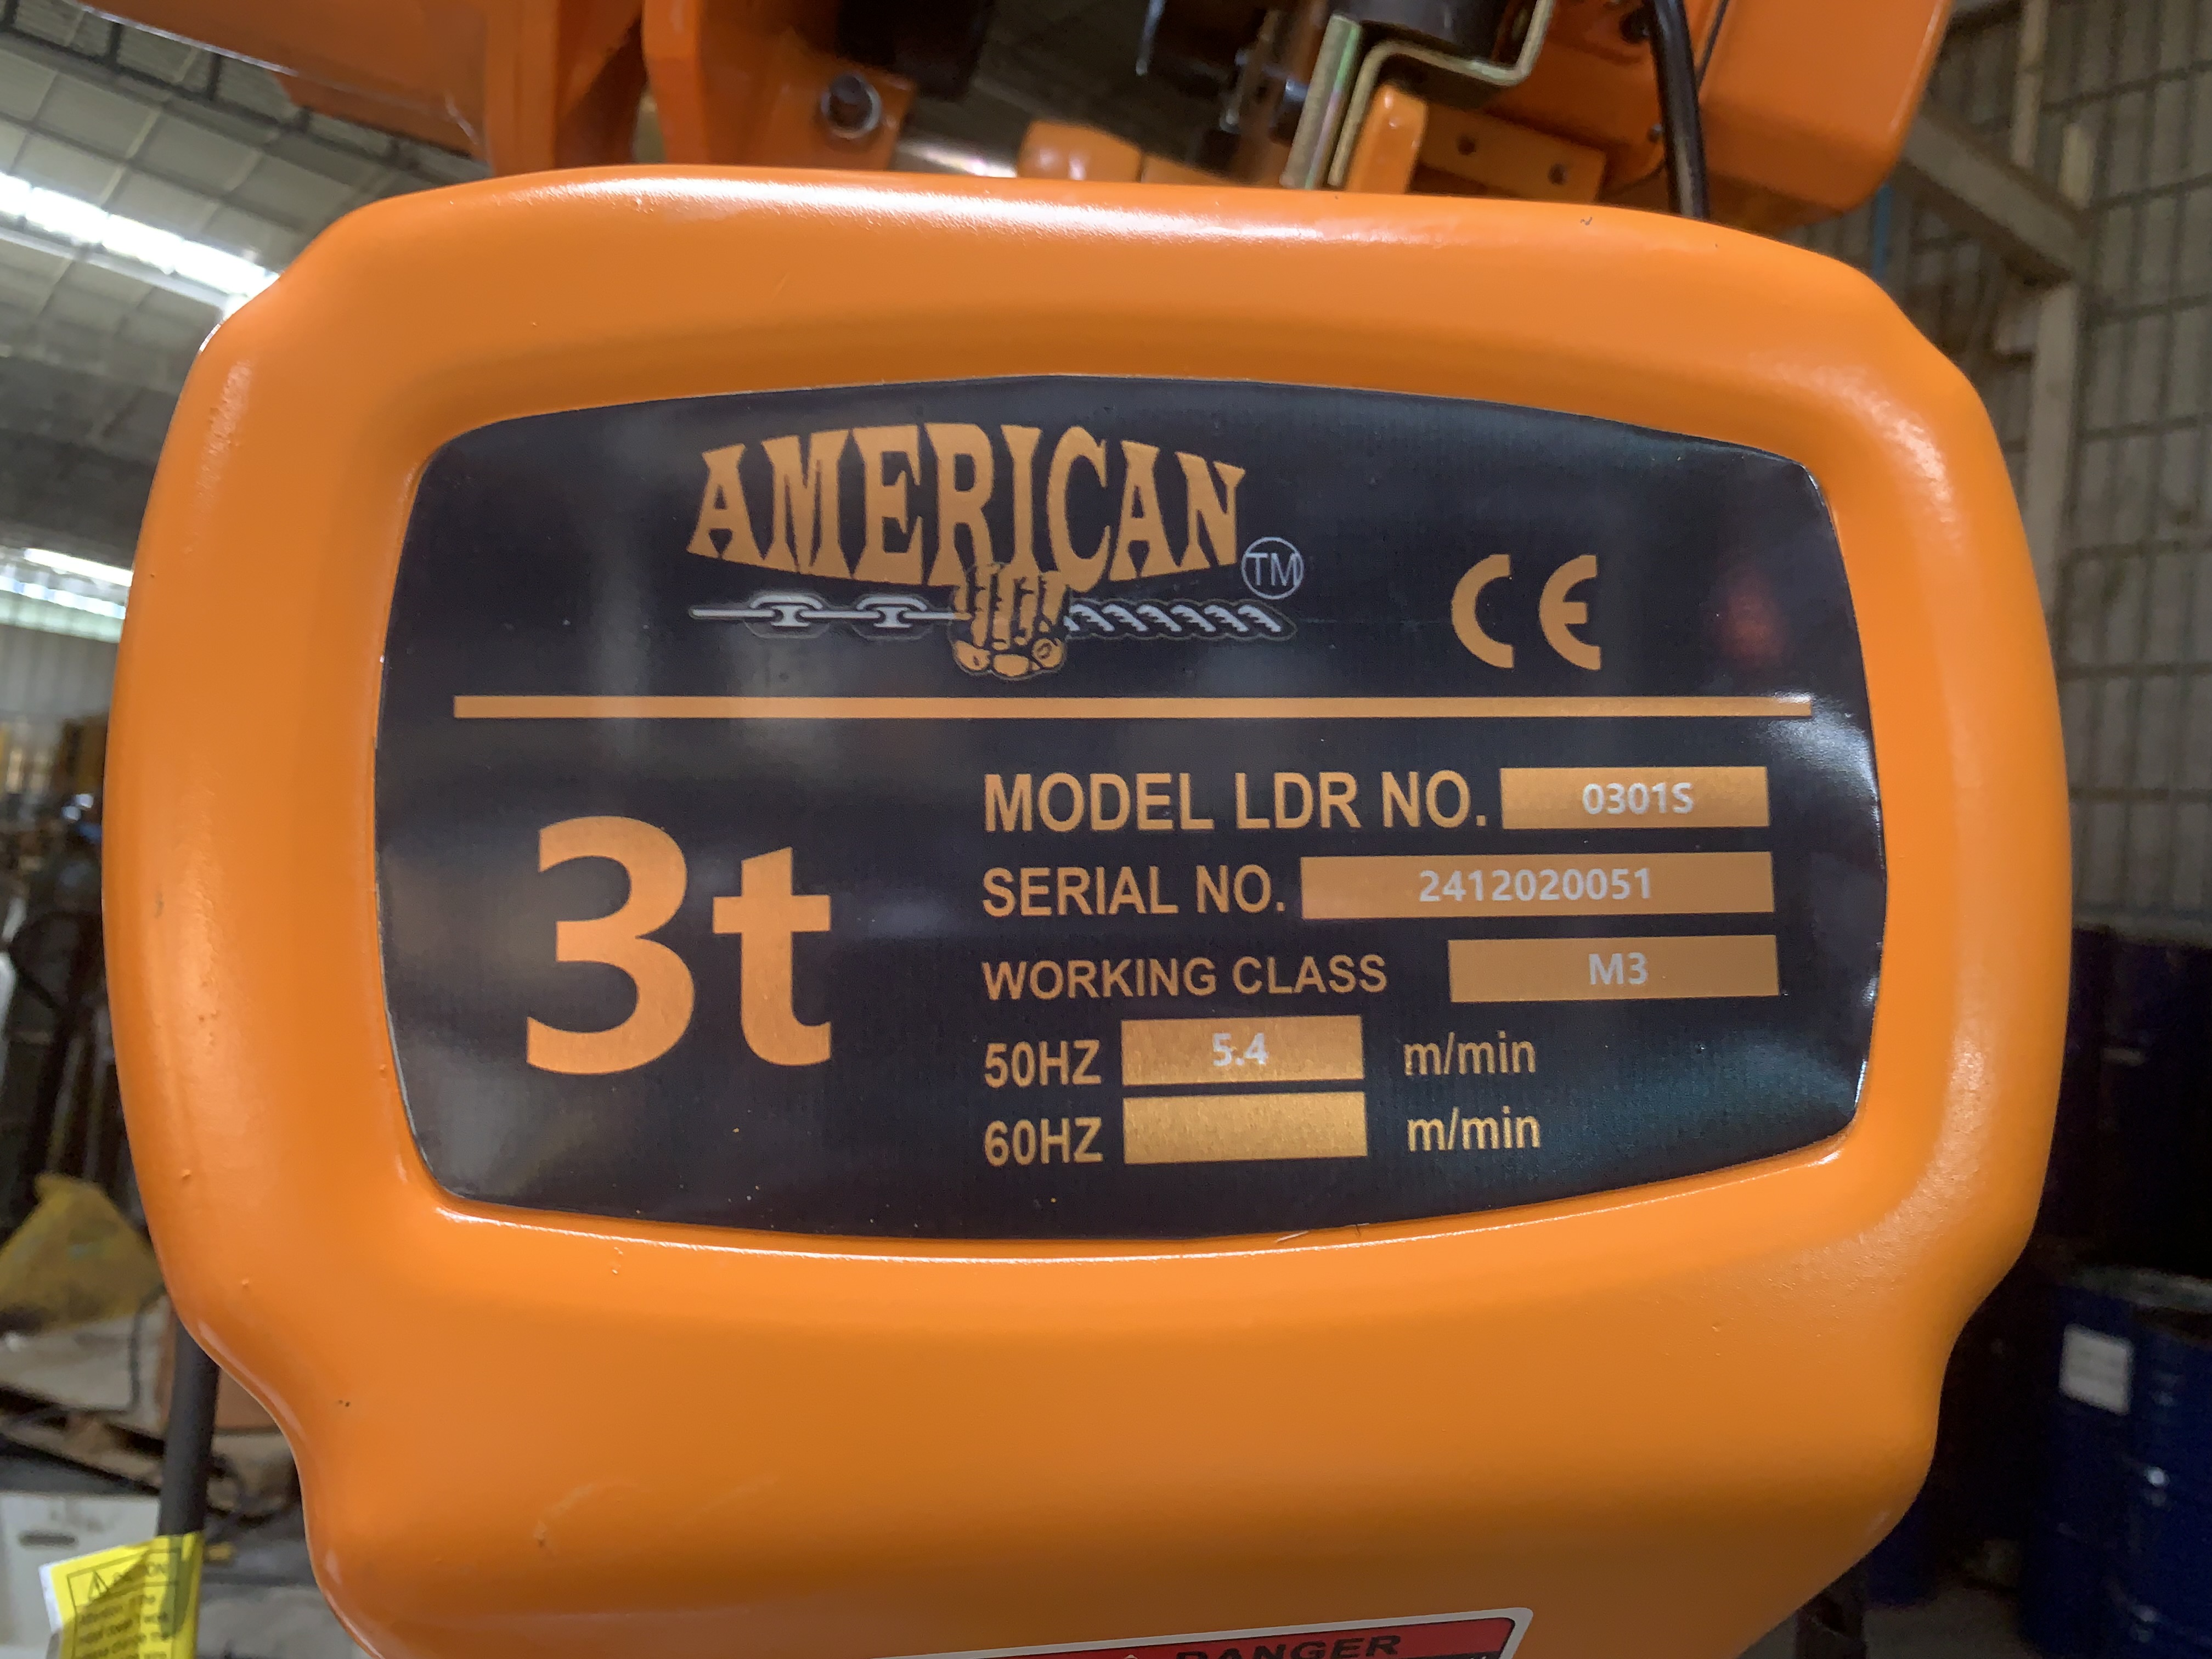 AMERICAN
TM
CE
3t
MODEL LDR NO. 0301S
SERIAL NO. 2412020051
WORKING CLASS M3
50HZ 5.4 m/min
60HZ m/min
DANGER